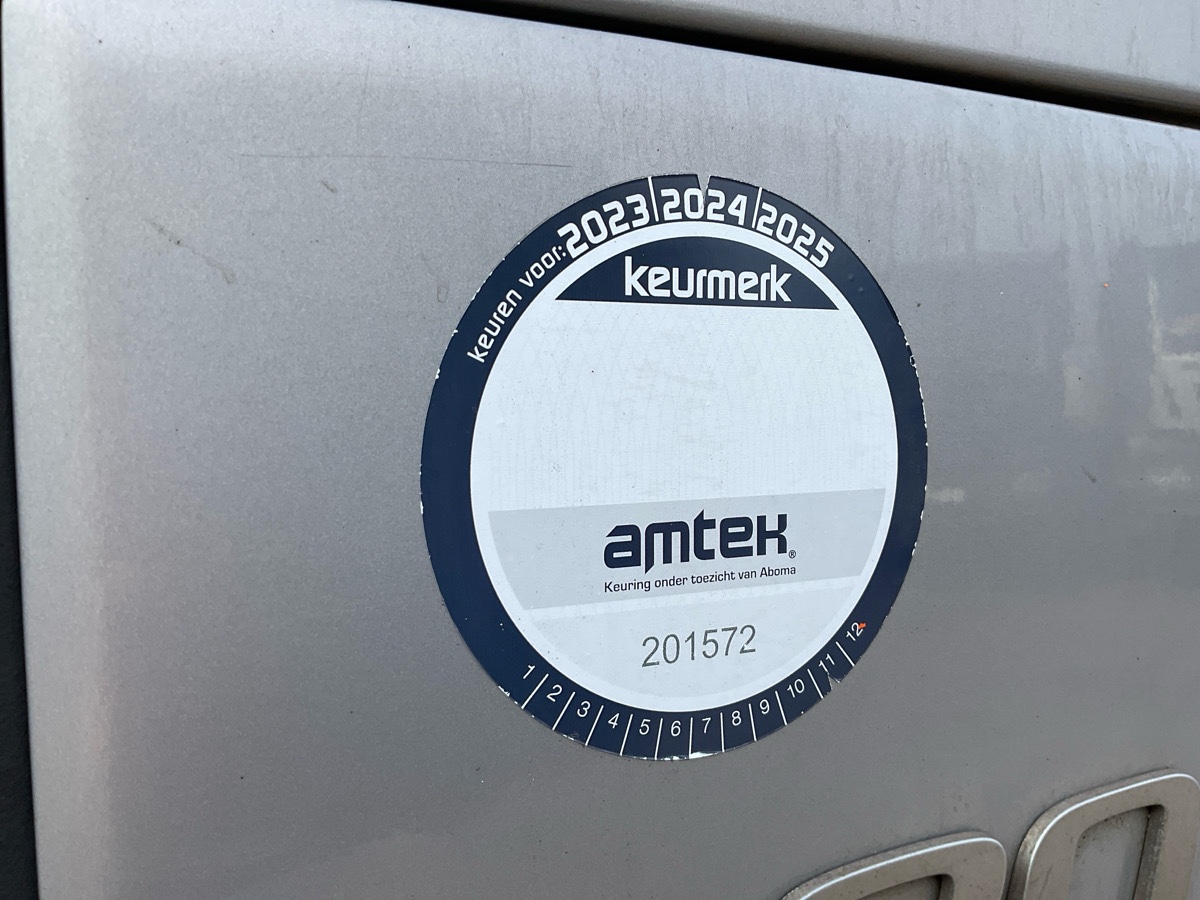 keuren voor: 2023 | 2024 | 2025
keurmerk
amtek®
Keuring onder toezicht van Aboma
201572
1 2 3 4 5 6 7 8 9 10 11 12